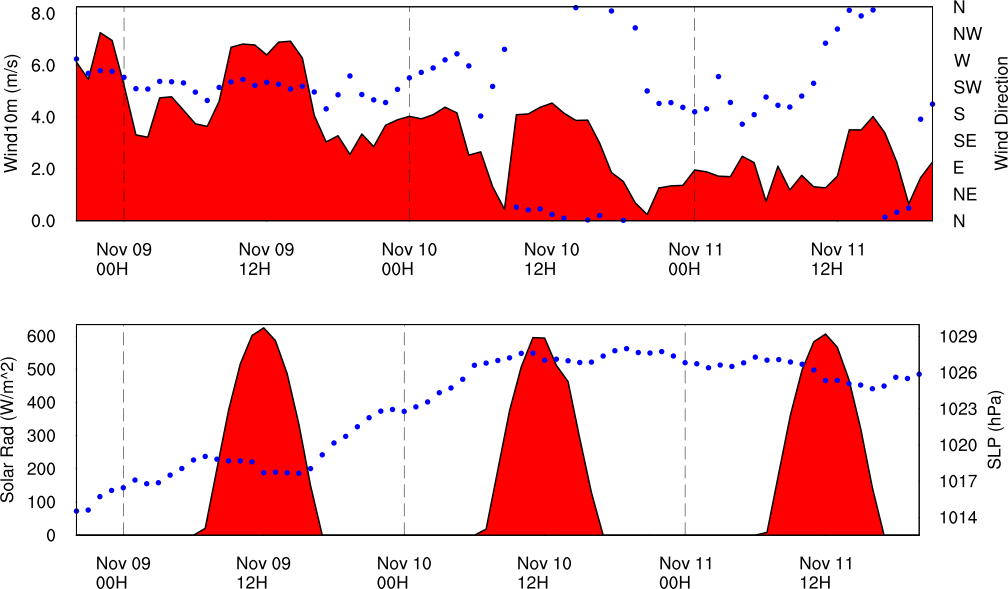 Wind10m (m/s)
8.0
6.0
4.0
2.0
0.0
N
NW
W
SW
S
SE
E
NE
N
Wind Direction
Nov 09 Nov 09 Nov 10 Nov 10 Nov 11 Nov 11
00H 12H 00H 12H 00H 12H
Solar Rad (W/m^2)
600
500
400
300
200
100
0
1029
1026
1023
1020
1017
1014
SLP (hPa)
Nov 09 Nov 09 Nov 10 Nov 10 Nov 11 Nov 11
00H 12H 00H 12H 00H 12H